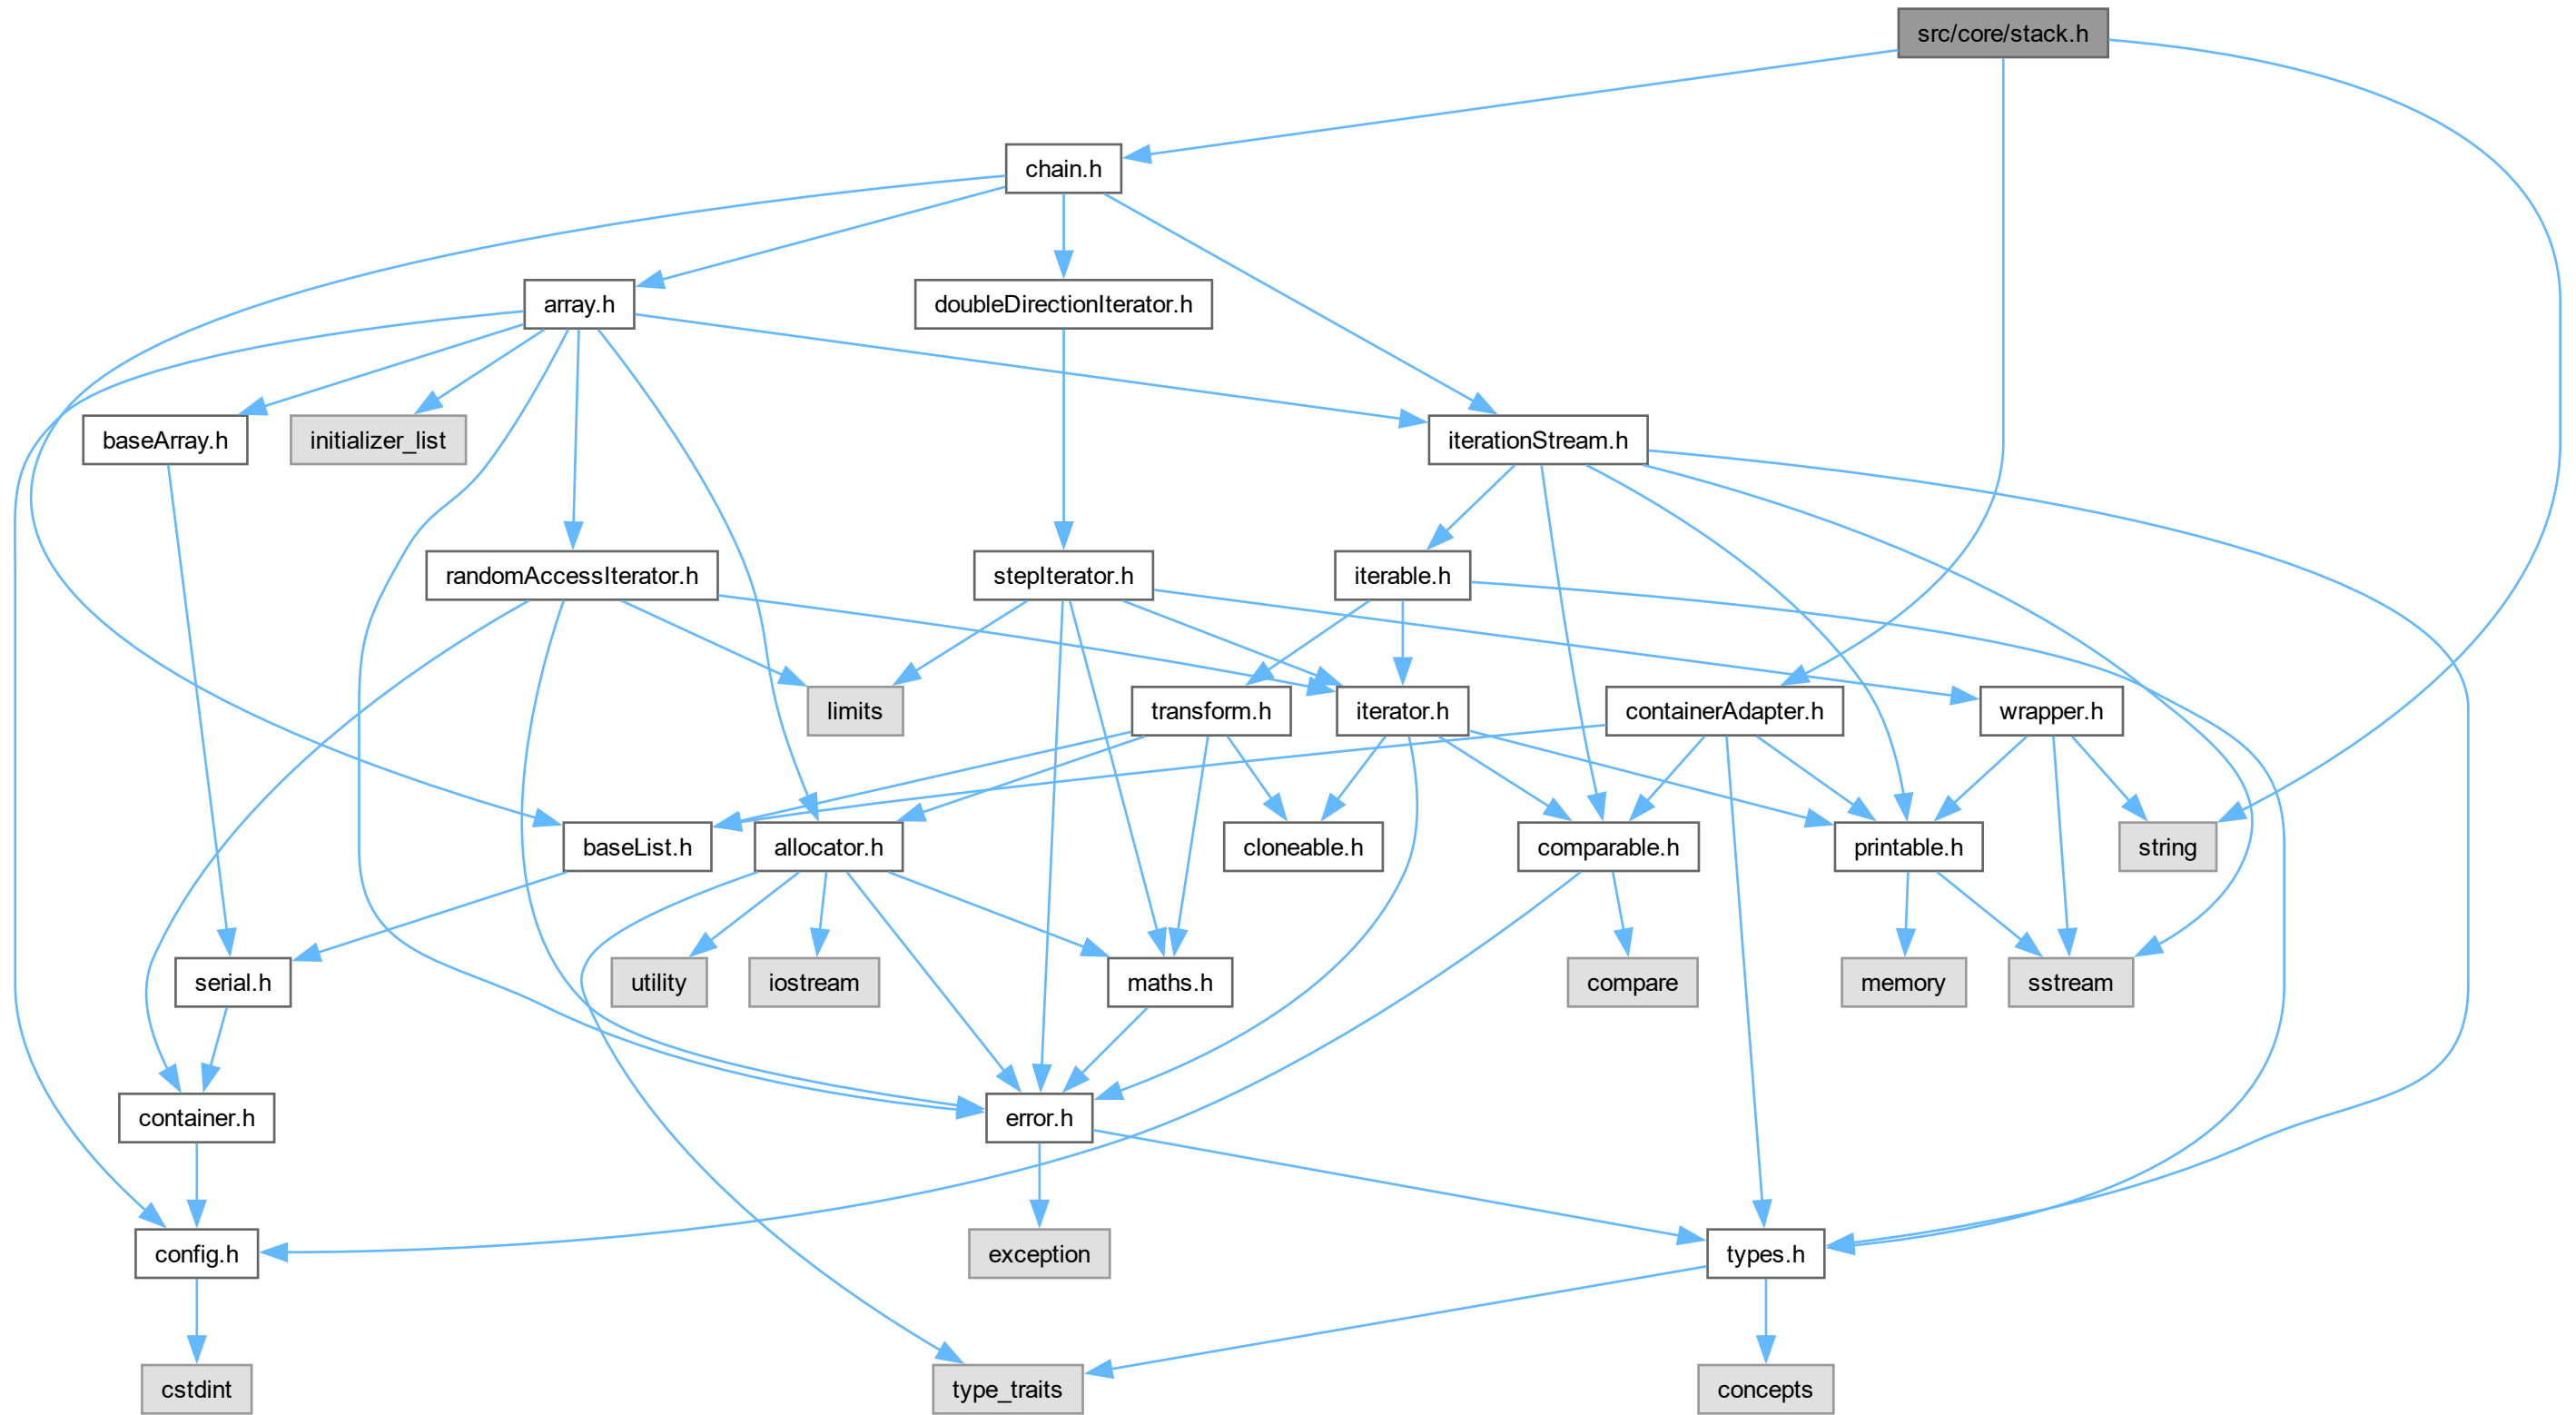 src/core/stack.h
chain.h
array.h
doubleDirectionIterator.h
baseArray.h
initializer_list
iterationStream.h
randomAccessIterator.h
stepIterator.h
iterable.h
limits
transform.h
iterator.h
containerAdapter.h
wrapper.h
baseList.h
allocator.h
cloneable.h
comparable.h
printable.h
string
serial.h
utility
iostream
maths.h
compare
memory
sstream
container.h
error.h
config.h
exception
types.h
cstdint
type_traits
concepts